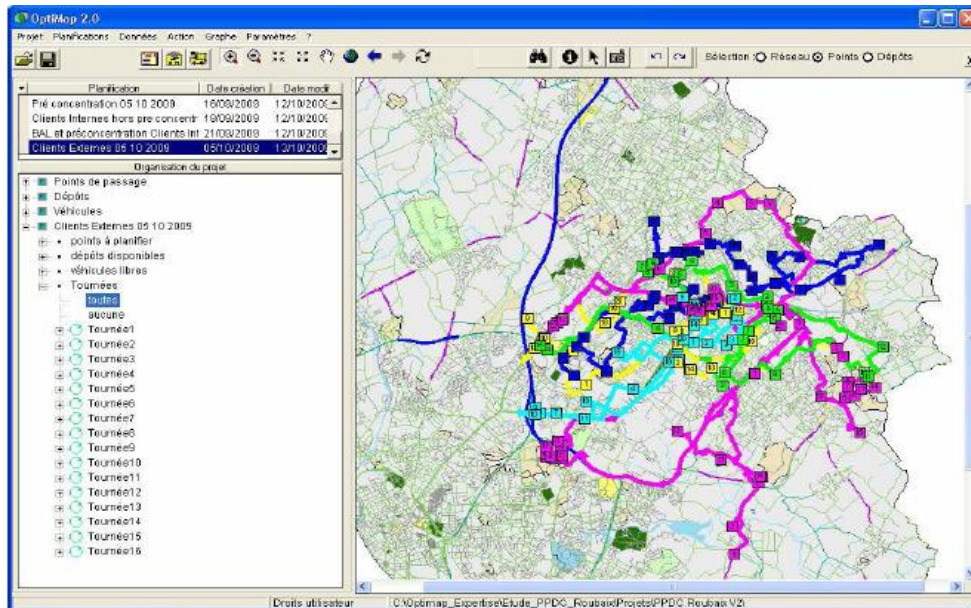 OptiMap 2.0
Projet Planifications Données Action Graphe Paramètres ?
Sélection : Réseau Points Dépôts
Planification Date création Date modif
Pré concentration 05 10 2009 16/09/2009 12/10/200
Clients Internes hors pre concentr 19/09/2009 12/10/200
BAL et préconcentration Clients Int 21/09/2009 12/10/200
Clients Externes 05 10 2009 05/10/2009 13/10/200
Organisation du projet
Points de passage
Dépôts
Véhicules
Clients Externes 05 10 2009
points à planifier
dépôts disponibles
véhicules libres
Tournées
toutes
aucune
Tournée1
Tournée2
Tournée3
Tournée4
Tournée5
Tournée6
Tournée7
Tournée8
Tournée9
Tournée10
Tournée11
Tournée12
Tournée13
Tournée14
Tournée15
Tournée16
Droits utilisateur C:\Optimap_Expertise\Etude_PPDC_Roubaix\Projets\PPDC Roubaix V2\